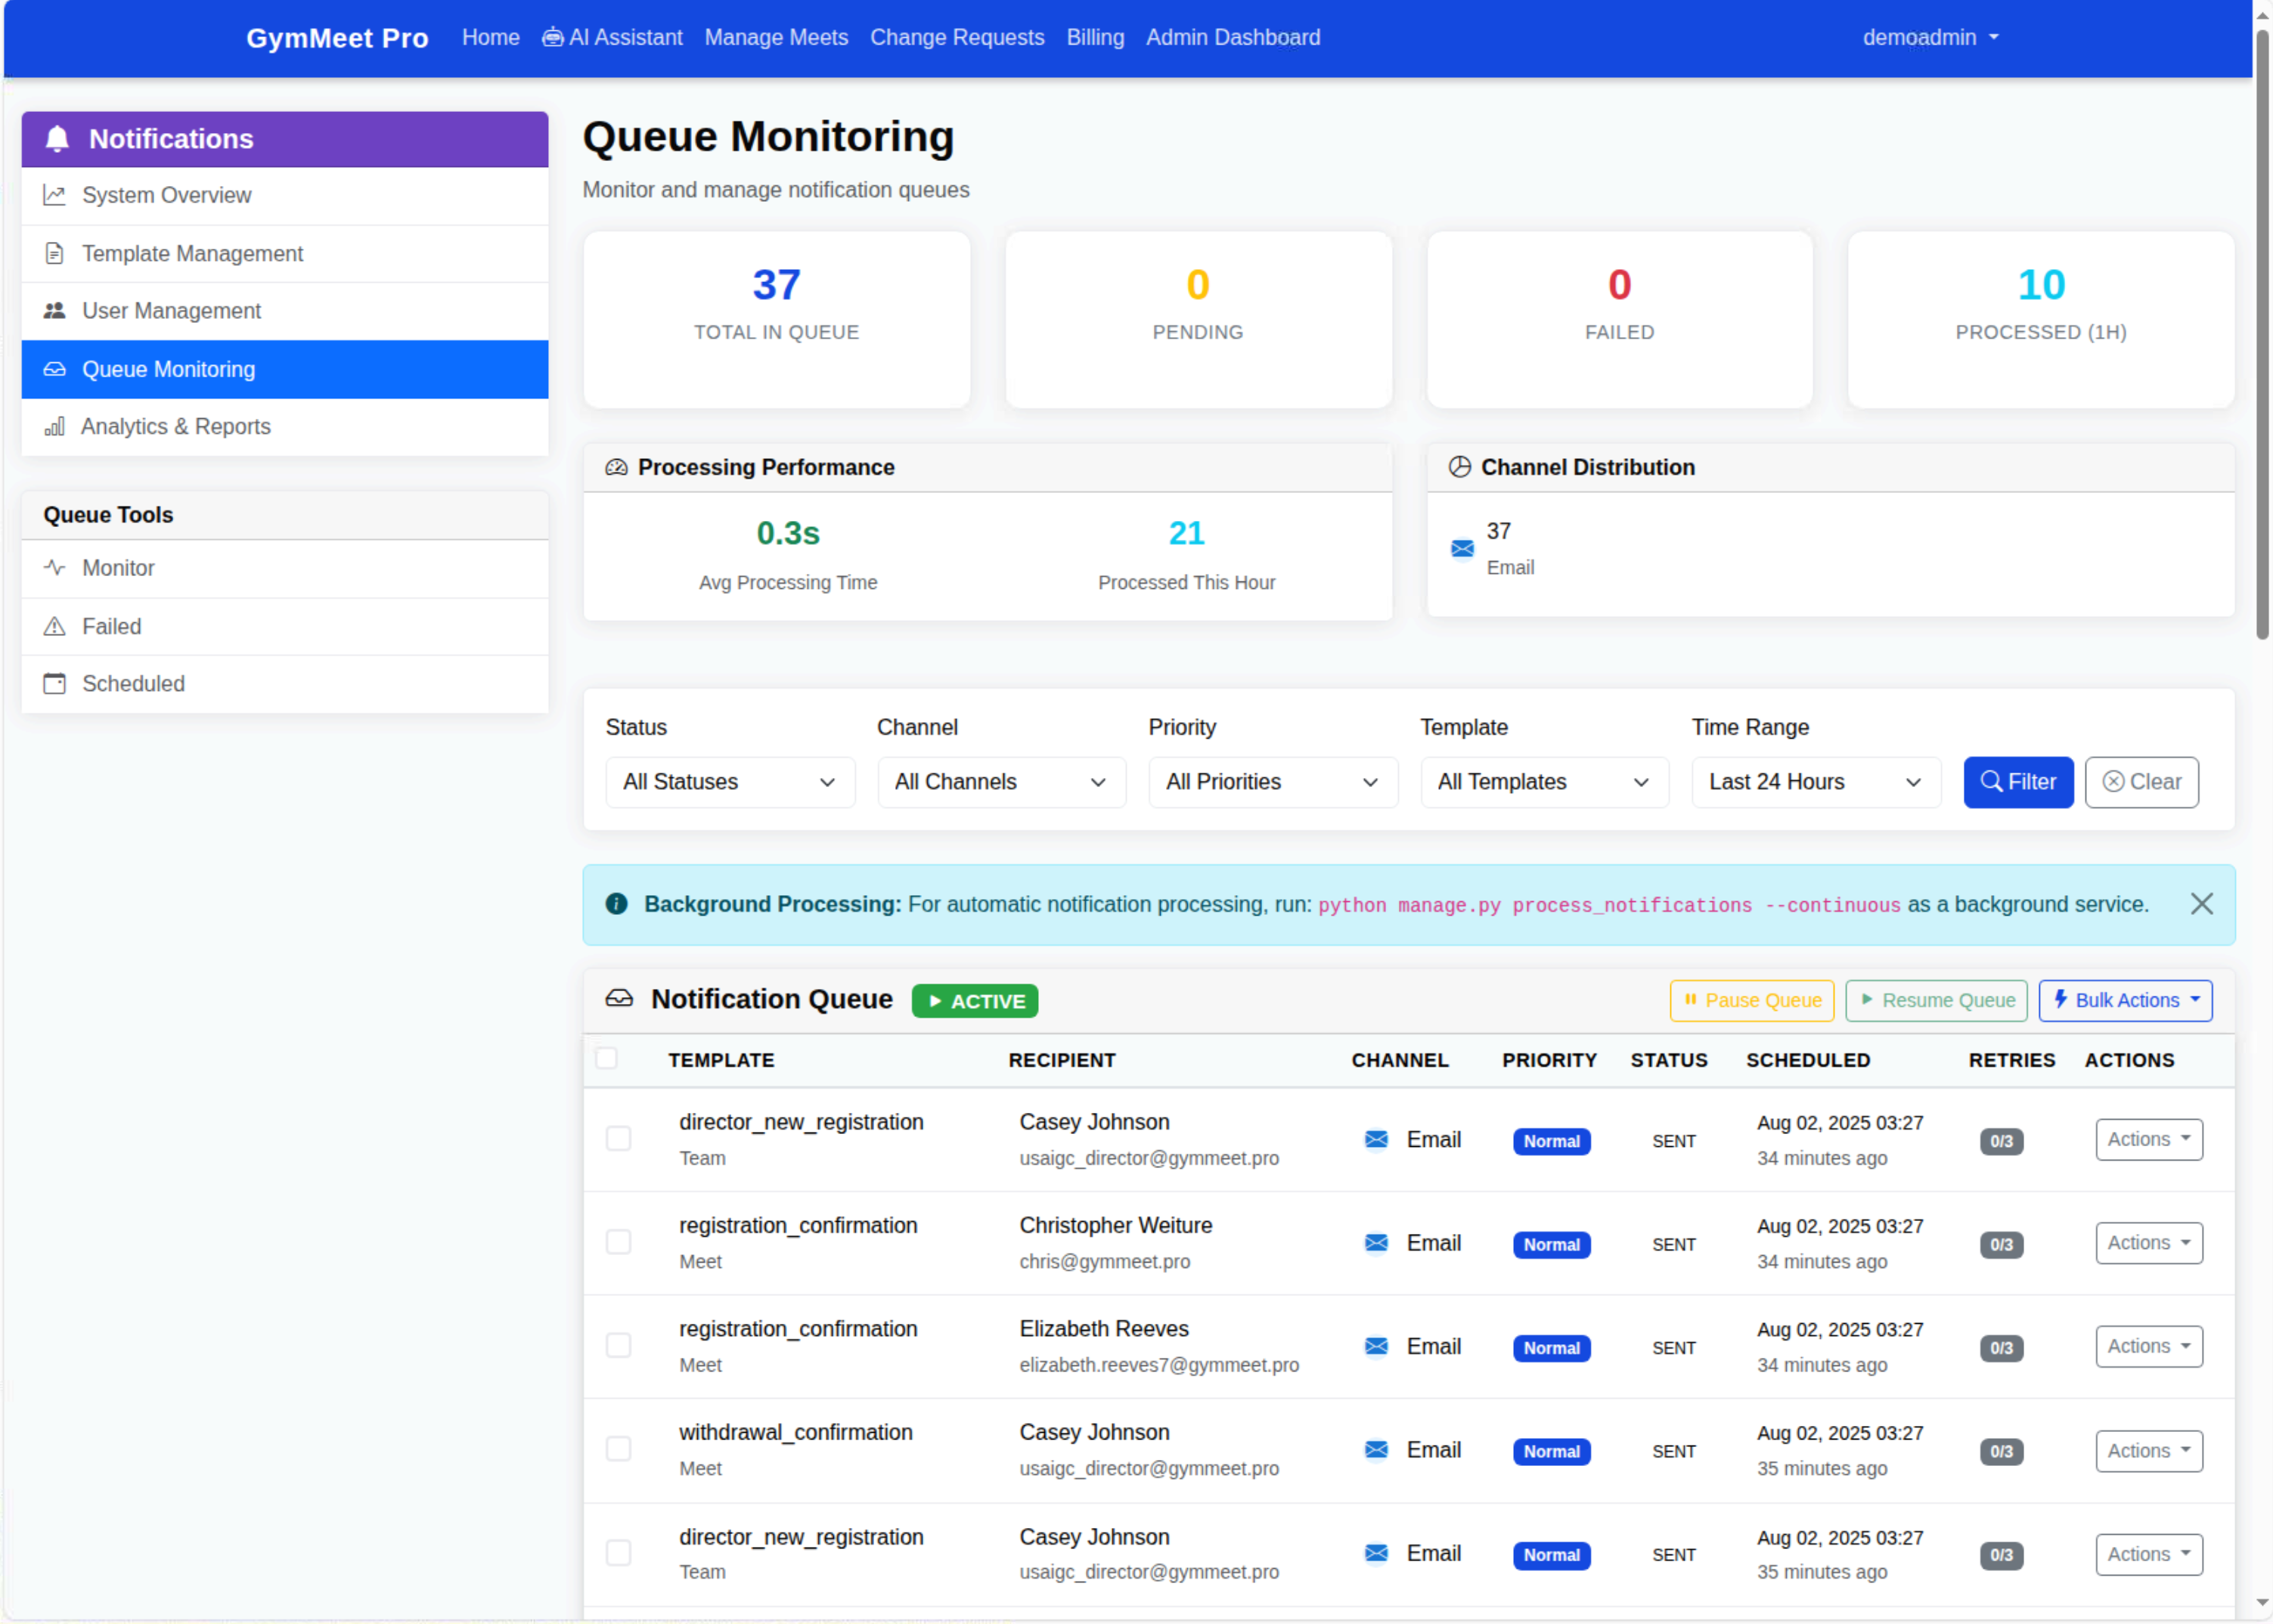 GymMeet Pro Home AI Assistant Manage Meets Change Requests Billing Admin Dashboard demoadmin
Notifications
System Overview
Template Management
User Management
Queue Monitoring
Analytics & Reports
Queue Tools
Monitor
Failed
Scheduled
Queue Monitoring
Monitor and manage notification queues
37
TOTAL IN QUEUE
0
PENDING
0
FAILED
10
PROCESSED (1H)
Processing Performance
0.3s
Avg Processing Time
21
Processed This Hour
Channel Distribution
37
Email
Status Channel Priority Template Time Range
All Statuses All Channels All Priorities All Templates Last 24 Hours Filter Clear
Background Processing: For automatic notification processing, run: python manage.py process_notifications --continuous as a background service.
Notification Queue ACTIVE Pause Queue Resume Queue Bulk Actions
TEMPLATE RECIPIENT CHANNEL PRIORITY STATUS SCHEDULED RETRIES ACTIONS
director_new_registration Casey Johnson Email Normal SENT Aug 02, 2025 03:27 0/3 Actions
Team usaigc_director@gymmeet.pro 34 minutes ago
registration_confirmation Christopher Weiture Email Normal SENT Aug 02, 2025 03:27 0/3 Actions
Meet chris@gymmeet.pro 34 minutes ago
registration_confirmation Elizabeth Reeves Email Normal SENT Aug 02, 2025 03:27 0/3 Actions
Meet elizabeth.reeves7@gymmeet.pro 34 minutes ago
withdrawal_confirmation Casey Johnson Email Normal SENT Aug 02, 2025 03:27 0/3 Actions
Meet usaigc_director@gymmeet.pro 35 minutes ago
director_new_registration Casey Johnson Email Normal SENT Aug 02, 2025 03:27 0/3 Actions
Team usaigc_director@gymmeet.pro 35 minutes ago